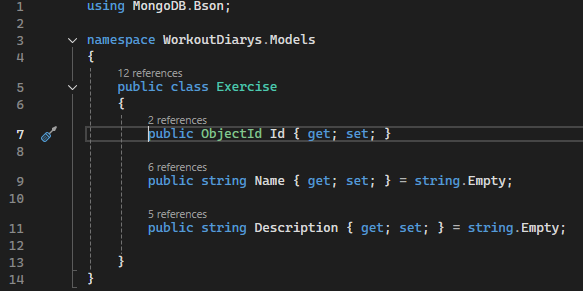 1 using MongoDB.Bson;
2
3 namespace WorkoutDiarys.Models
4 {
12 references
5 public class Exercise
6 {
2 references
7 public ObjectId Id { get; set; }
8
6 references
9 public string Name { get; set; } = string.Empty;
10
5 references
11 public string Description { get; set; } = string.Empty;
12
13 }
14 }